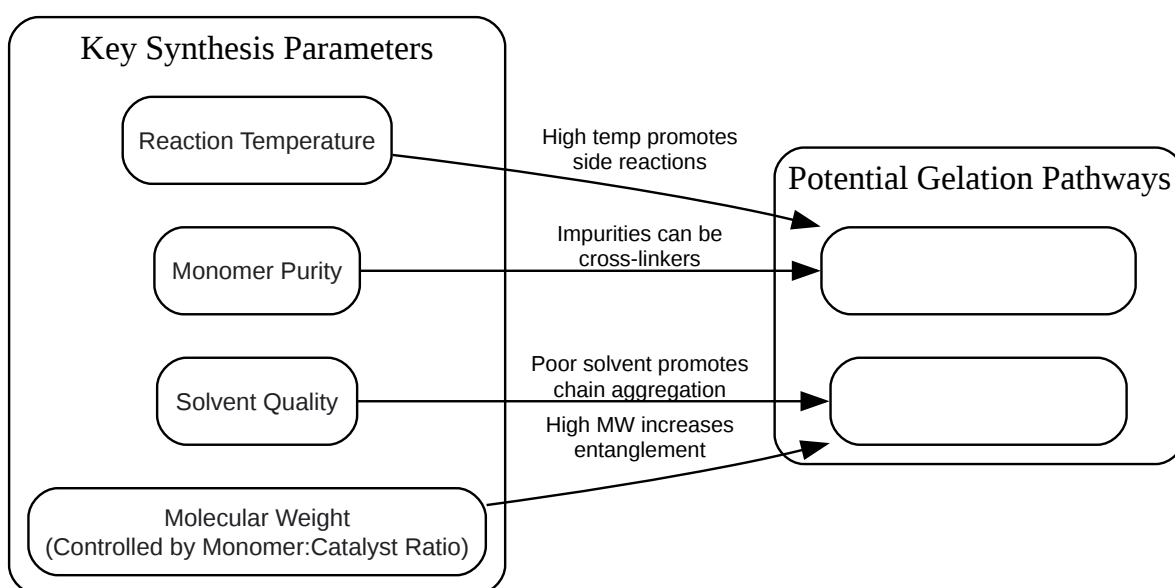 Key Synthesis Parameters
Reaction Temperature
Monomer Purity
Solvent Quality
Molecular Weight
(Controlled by Monomer:Catalyst Ratio)
High temp promotes
side reactions
Impurities can be
cross-linkers
Poor solvent promotes
chain aggregation
High MW increases
entanglement
Potential Gelation Pathways